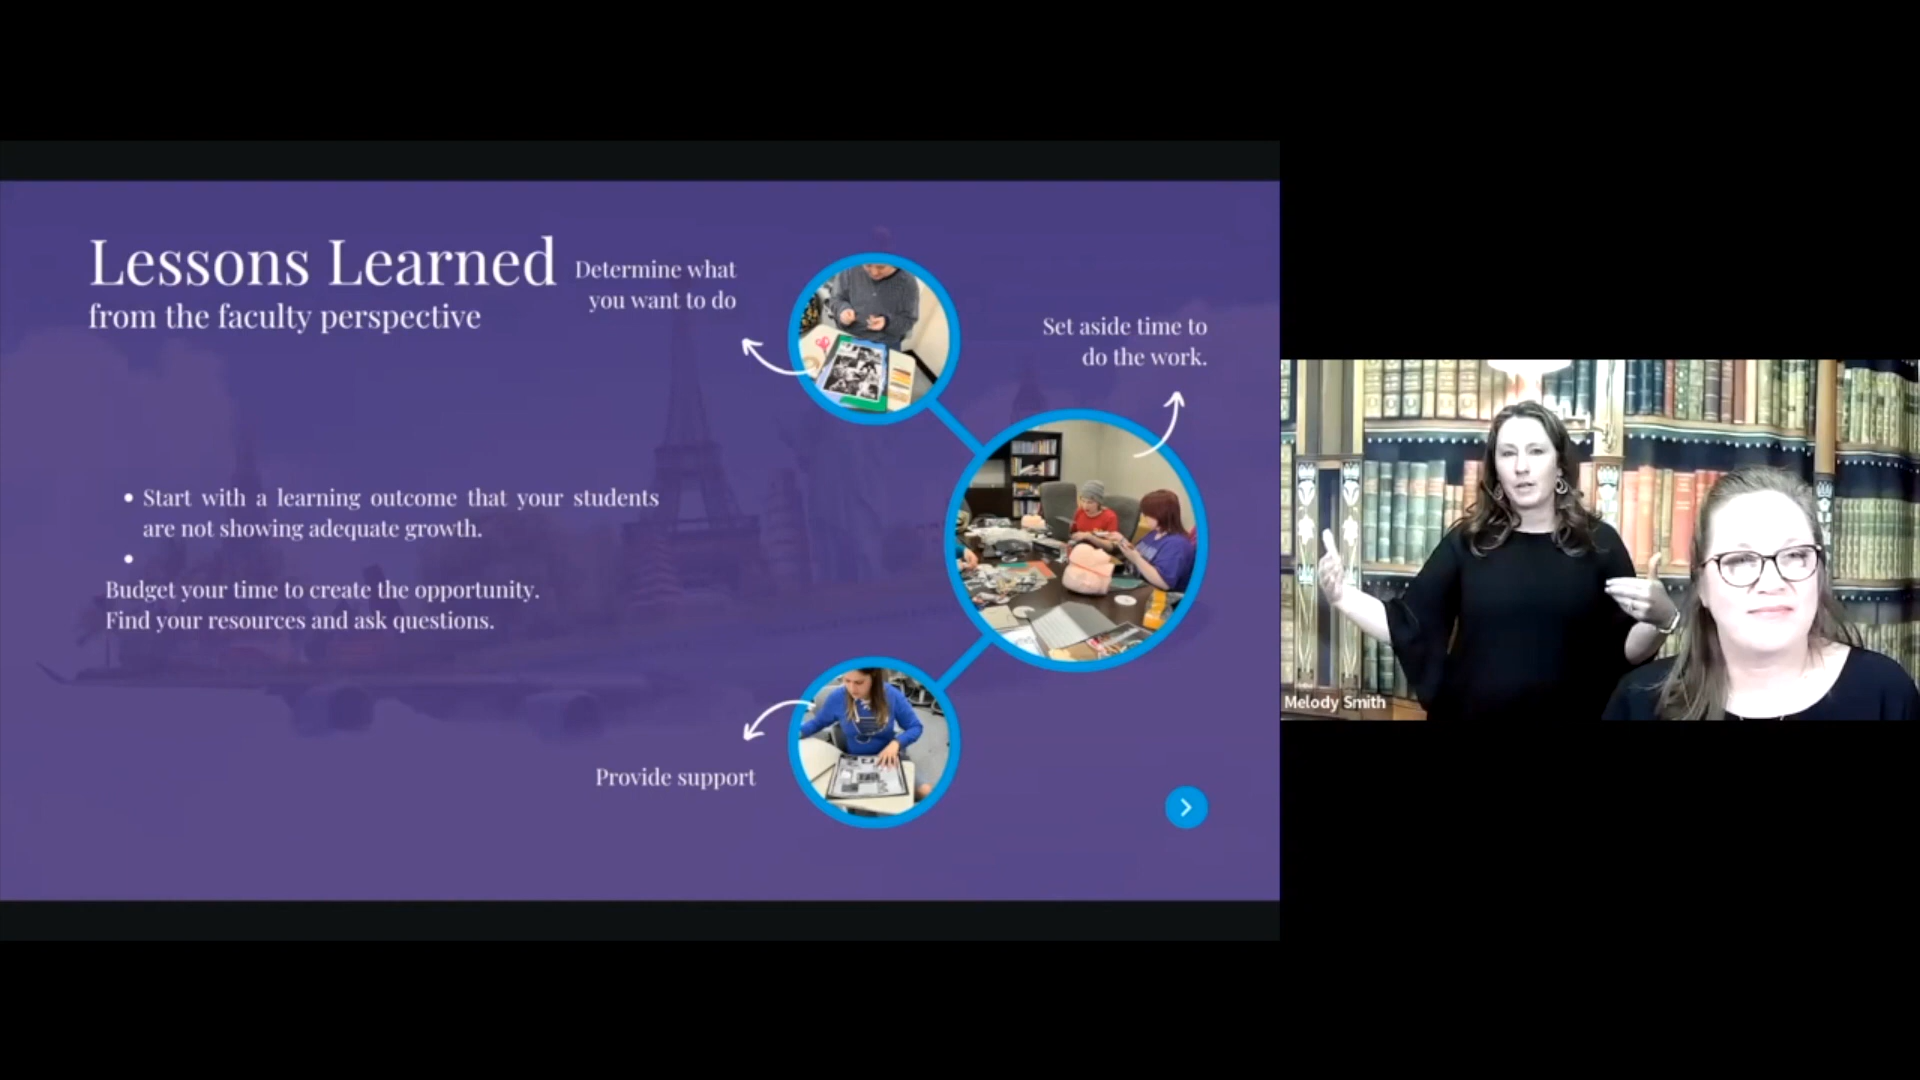 Lessons Learned
from the faculty perspective
Determine what
you want to do
Set aside time to
do the work.
• Start with a learning outcome that your students
are not showing adequate growth.
•
Budget your time to create the opportunity.
Find your resources and ask questions.
Provide support
Melody Smith